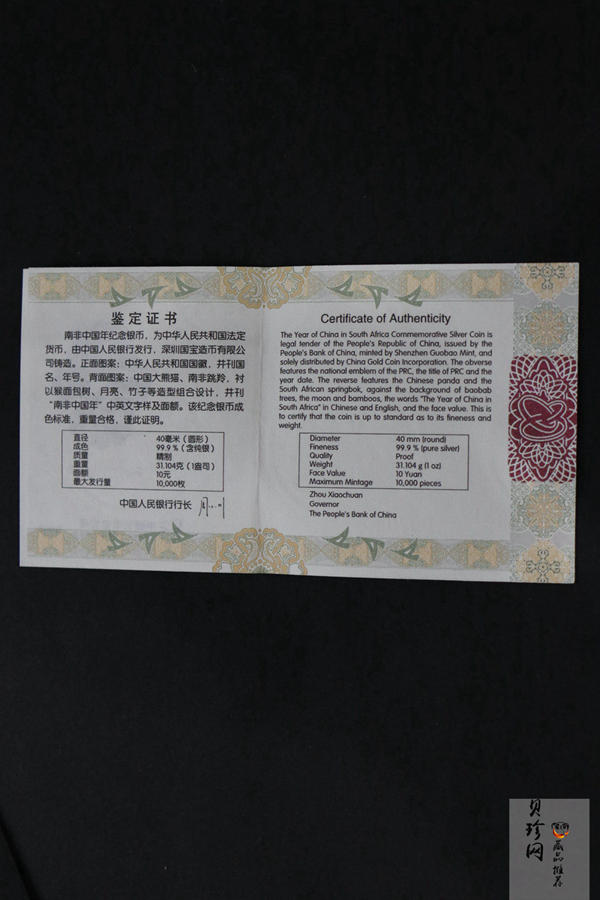 鉴定证书
南非中国年纪念银币，为中华人民共和国法定
货币，由中国人民银行发行，深圳国宝造币有限公
司铸造。正面图案：中华人民共和国国徽，并刊国
名、年号。背面图案：中国大熊猫、南非跳羚，衬
以猴面包树、月亮、竹子等造型组合设计，并刊
“南非中国年”中英文字样及面额。该纪念银币成
色标准，重量合格，谨此证明。
直径 40毫米（圆形）
成色 99.9％（含纯银）
质量 精制
重量 31.104克（1盎司）
面额 10元
最大发行量 10,000枚
中国人民银行行长
Certificate of Authenticity
The Year of China in South Africa Commemorative Silver Coin is
legal tender of the People's Republic of China, issued by the
People's Bank of China, minted by Shenzhen Guobao Mint, and
solely distributed by China Gold Coin Incorporation. The obverse
features the national emblem of the PRC, the title of PRC and the
year date. The reverse features the Chinese panda and the
South African springbok, against the background of baobab
trees, the moon and bamboos, the words "The Year of China in
South Africa" in Chinese and English, and the face value. This is
to certify that the coin is up to standard as to its fineness and
weight.
Diameter 40 mm (round)
Fineness 99.9 % (pure silver)
Quality Proof
Weight 31.104 g (1 oz)
Face Value 10 Yuan
Maximum Mintage 10,000 pieces
Zhou Xiaochuan
Governor
The People's Bank of China
贝珍网
藏品推荐